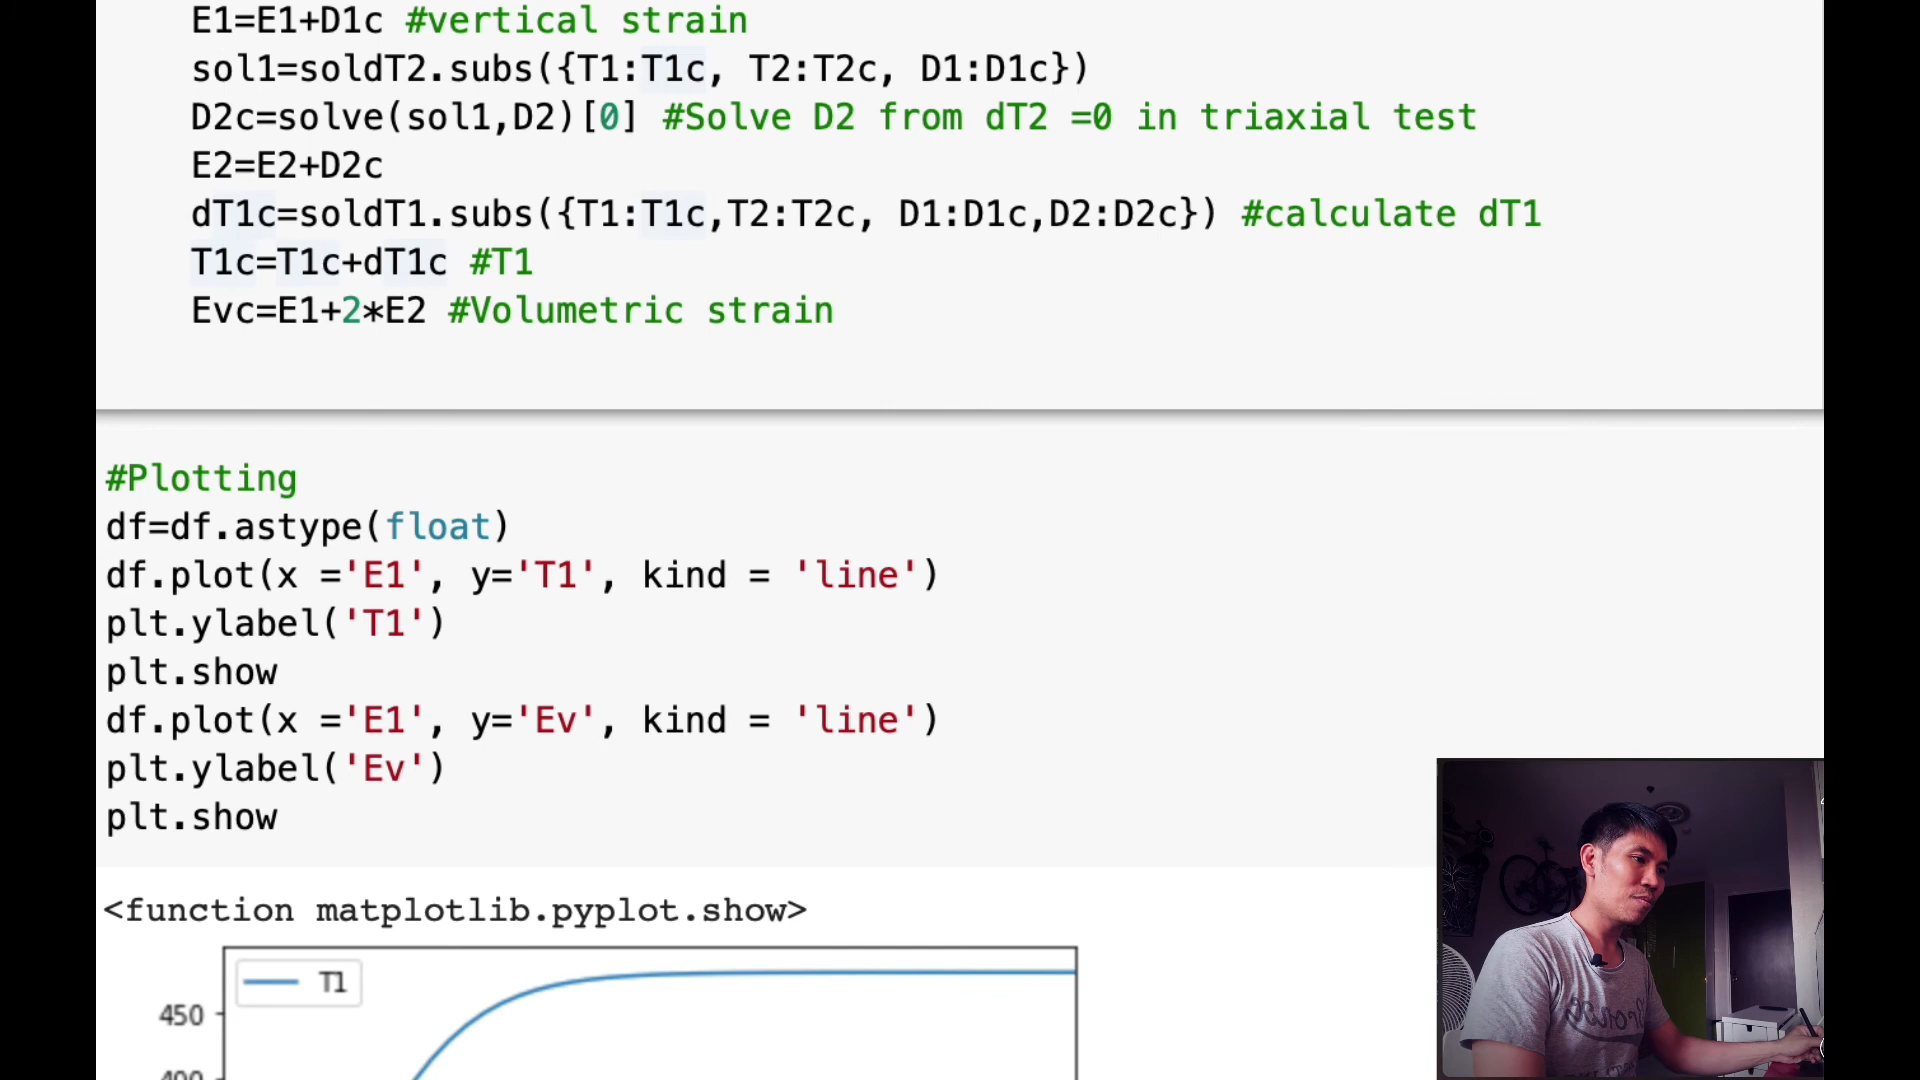 E1=E1+D1c #vertical strain
sol1=soldT2.subs({T1:T1c, T2:T2c, D1:D1c})
D2c=solve(sol1,D2)[0] #Solve D2 from dT2 =0 in triaxial test
E2=E2+D2c
dT1c=soldT1.subs({T1:T1c,T2:T2c, D1:D1c,D2:D2c}) #calculate dT1
T1c=T1c+dT1c #T1
Evc=E1+2*E2 #Volumetric strain
#Plotting
df=df.astype(float)
df.plot(x ='E1', y='T1', kind = 'line')
plt.ylabel('T1')
plt.show
df.plot(x ='E1', y='Ev', kind = 'line')
plt.ylabel('Ev')
plt.show
<function matplotlib.pyplot.show>
T1
450
400